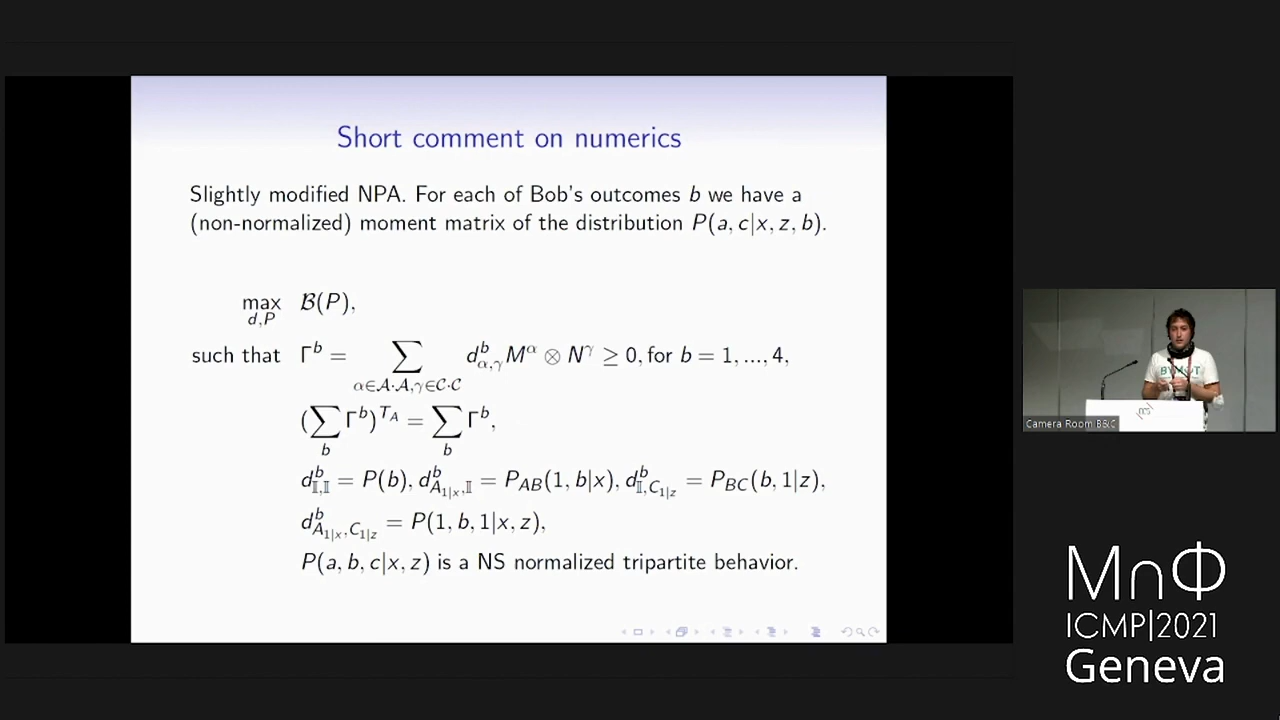 Short comment on numerics
Slightly modified NPA. For each of Bob's outcomes b we have a
(non-normalized) moment matrix of the distribution P(a, c|x, z, b).
max B(P),
d,P
such that Γ^b = ∑ d^b_{α,γ} M^α ⊗ N^γ ≥ 0, for b = 1, ..., 4,
α∈A·A,γ∈C·C
(∑ Γ^b)^{T_A} = ∑ Γ^b,
b b
d^b_{𝕀,𝕀} = P(b), d^b_{A_{1|x},𝕀} = P_{AB}(1, b|x), d^b_{𝕀,C_{1|z}} = P_{BC}(b, 1|z),
d^b_{A_{1|x},C_{1|z}} = P(1, b, 1|x, z),
P(a, b, c|x, z) is a NS normalized tripartite behavior.
Camera Room B&C
M∩Φ
ICMP|2021
Geneva